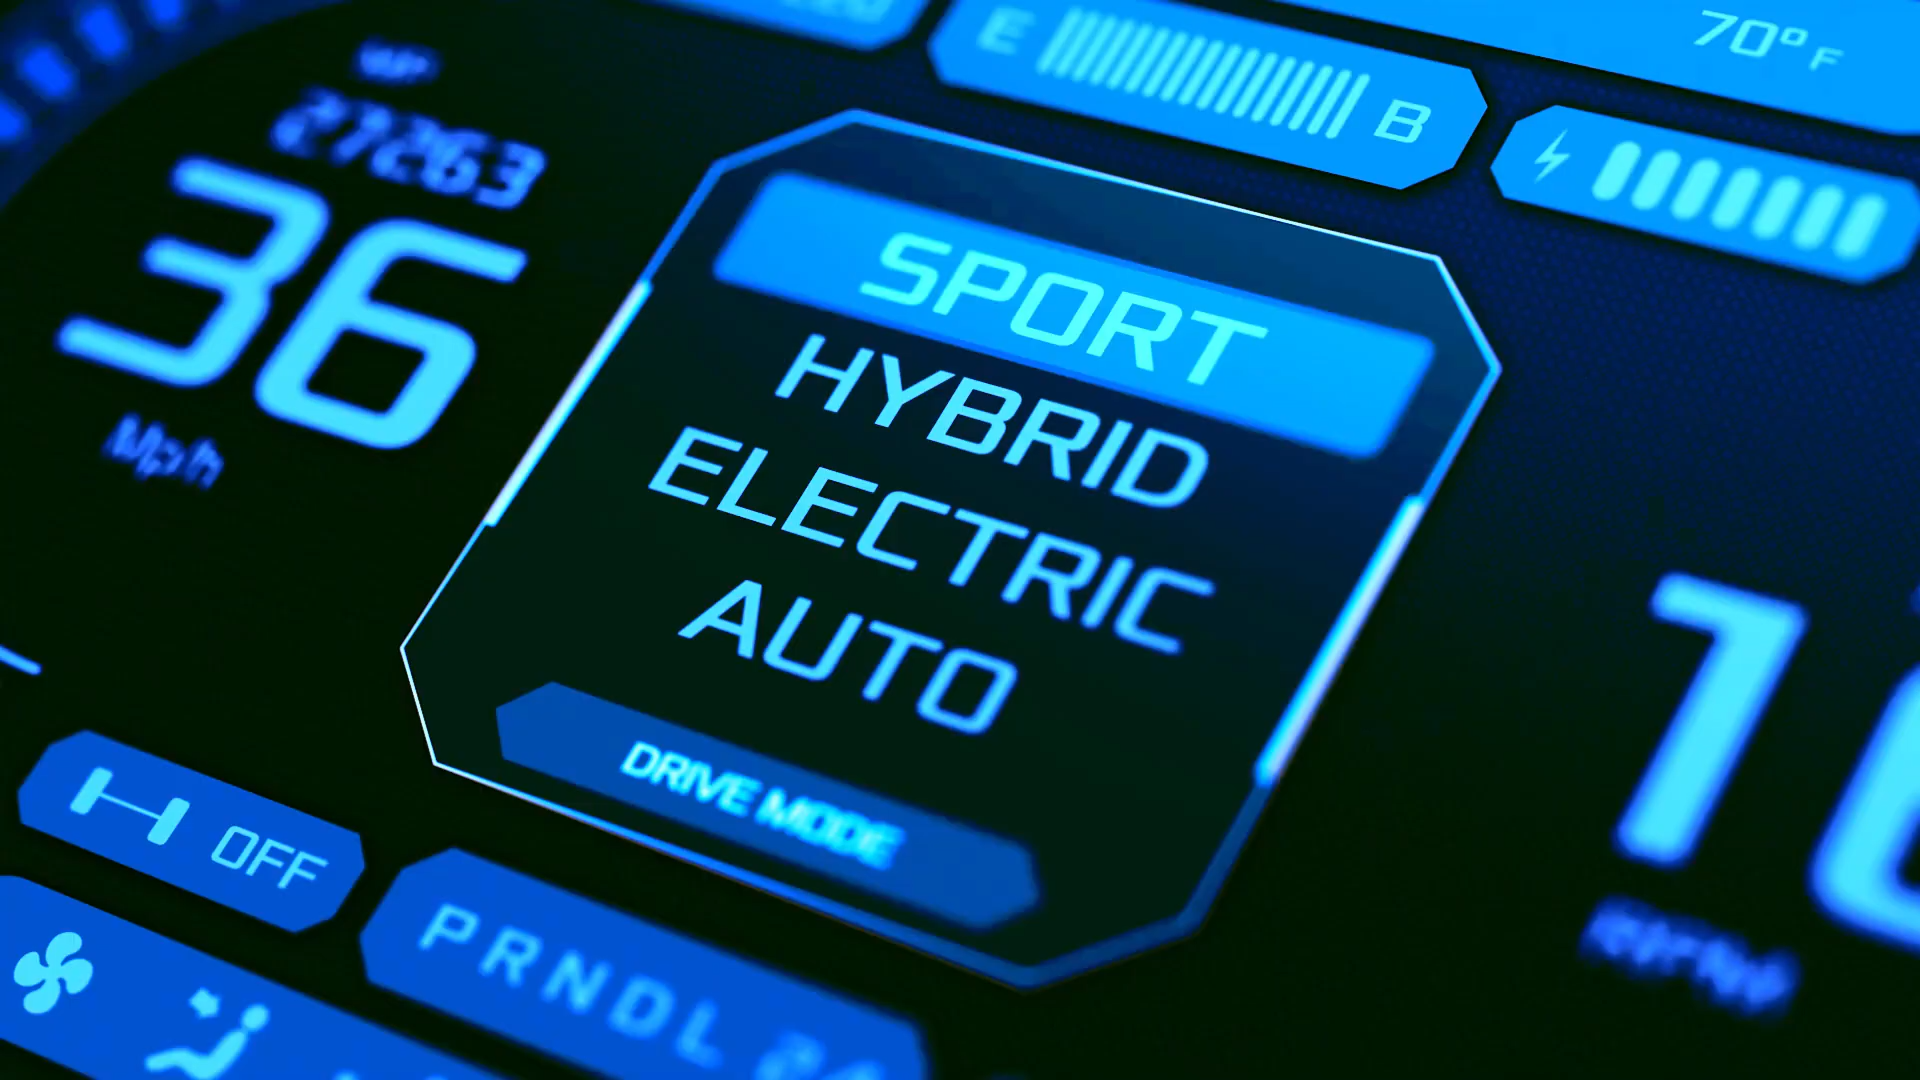 E B
70°F
27263
36
Mph
SPORT
HYBRID
ELECTRIC
AUTO
DRIVE MODE
OFF
PRNDL